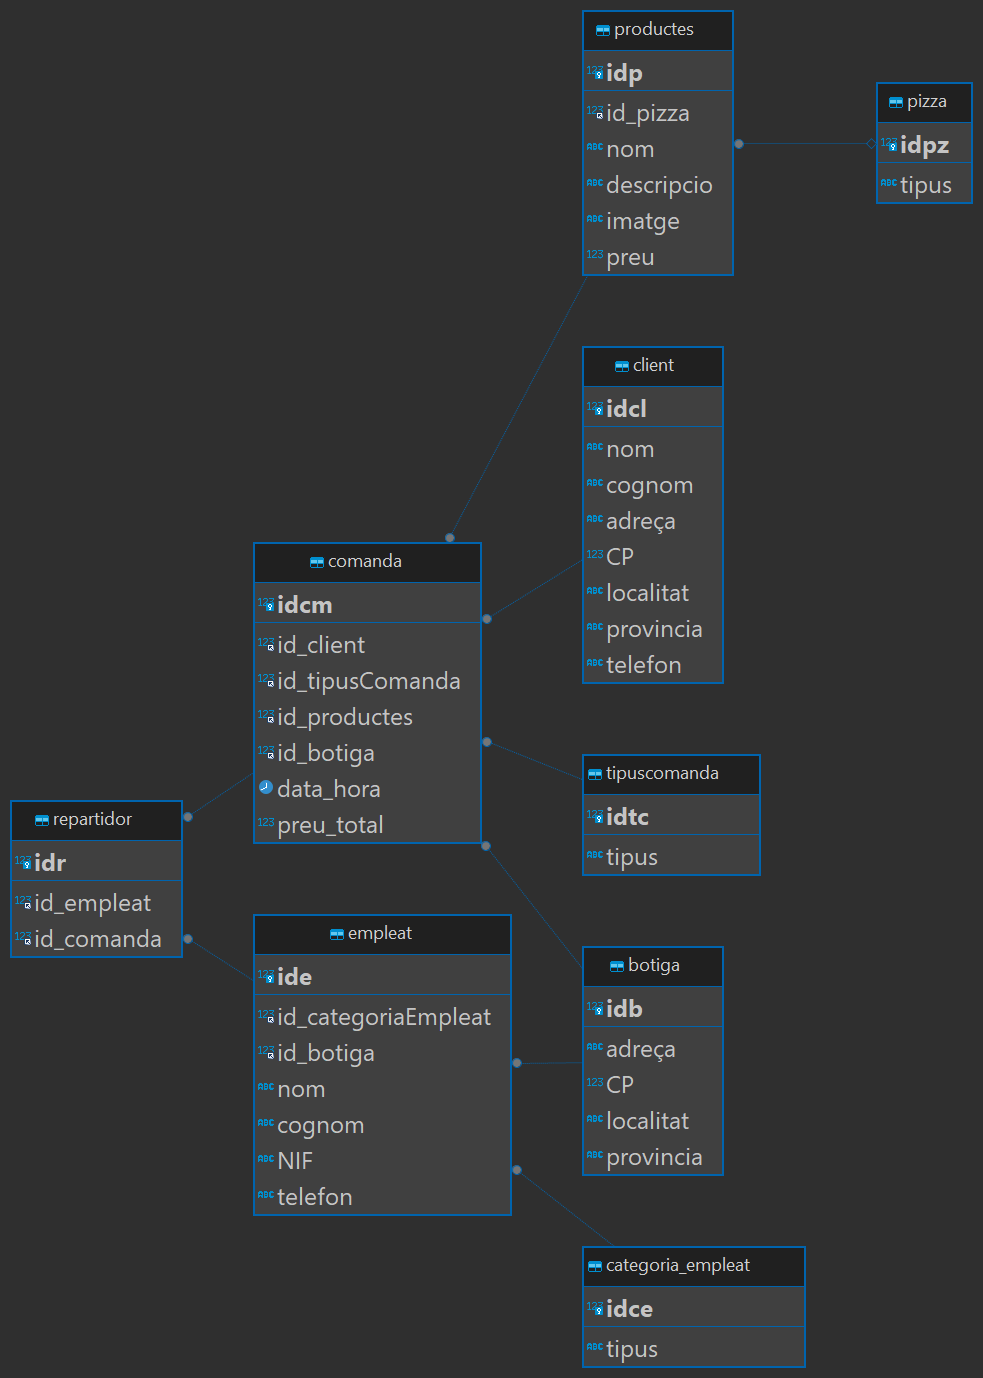 productes
idp
id_pizza
nom
descripcio
imatge
preu
pizza
idpz
tipus
client
idcl
nom
cognom
adreça
CP
localitat
provincia
telefon
comanda
idcm
id_client
id_tipusComanda
id_productes
id_botiga
data_hora
preu_total
tipuscomanda
idtc
tipus
repartidor
idr
id_empleat
id_comanda
empleat
ide
id_categoriaEmpleat
id_botiga
nom
cognom
NIF
telefon
botiga
idb
adreça
CP
localitat
provincia
categoria_empleat
idce
tipus